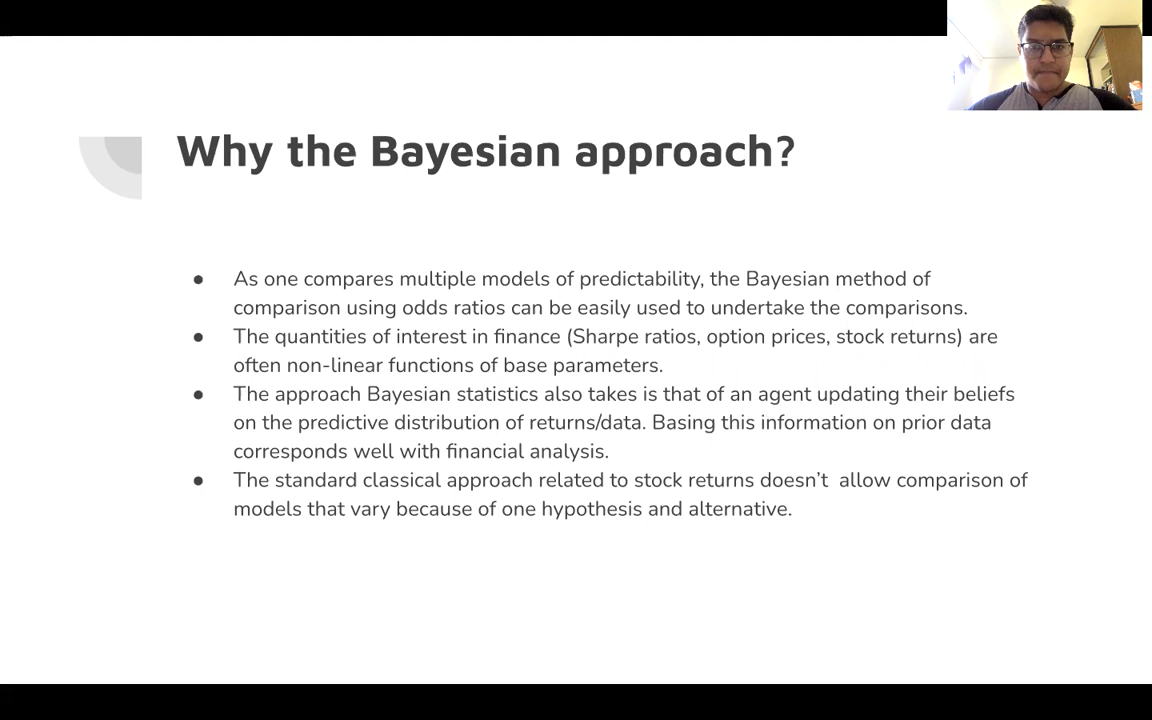 Why the Bayesian approach?
● As one compares multiple models of predictability, the Bayesian method of
comparison using odds ratios can be easily used to undertake the comparisons.
● The quantities of interest in finance (Sharpe ratios, option prices, stock returns) are
often non-linear functions of base parameters.
● The approach Bayesian statistics also takes is that of an agent updating their beliefs
on the predictive distribution of returns/data. Basing this information on prior data
corresponds well with financial analysis.
● The standard classical approach related to stock returns doesn’t  allow comparison of
models that vary because of one hypothesis and alternative.